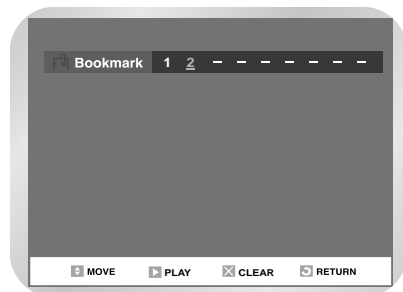 Bookmark 1 2 – – – – – – –
MOVE PLAY CLEAR RETURN